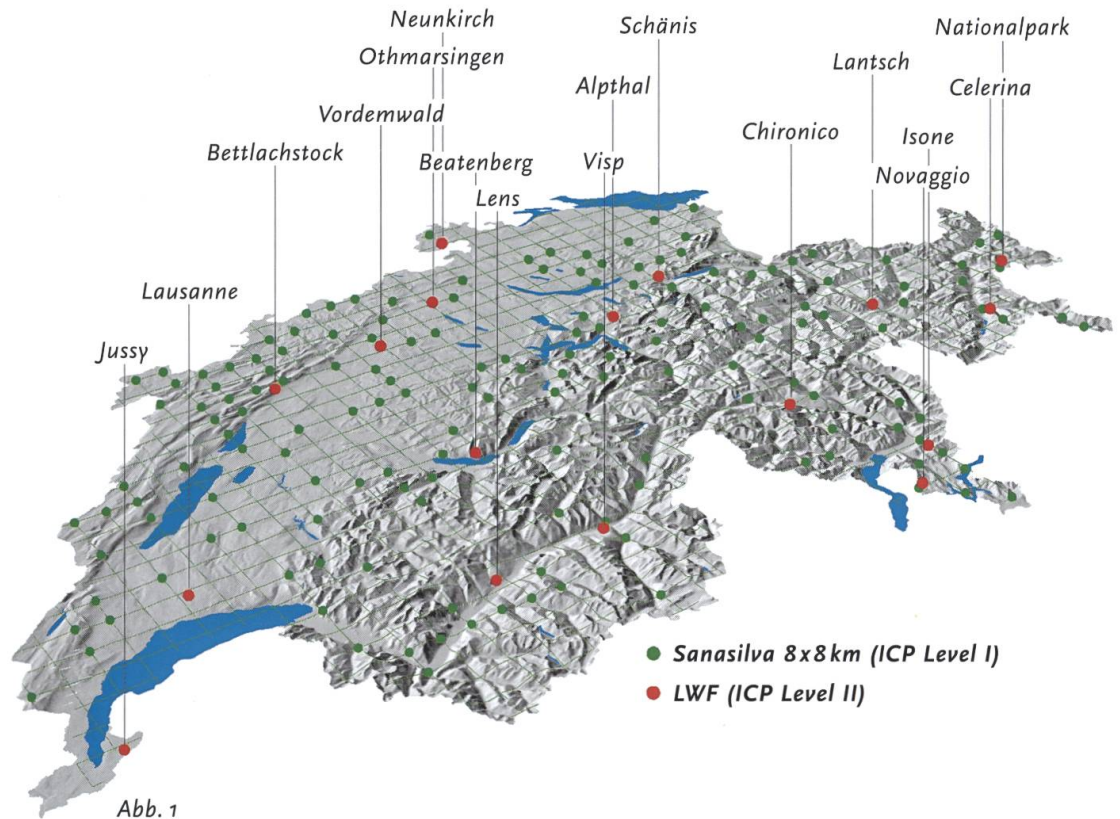 Neunkirch
Othmarsingen
Schänis
Nationalpark
Lantsch
Alpthal
Celerina
Vordemwald
Chironico
Isone
Bettlachstock
Beatenberg
Visp
Novaggio
Lens
Lausanne
Jussy
Sanasilva 8x8km (ICP Level I)
LWF (ICP Level II)
Abb. 1